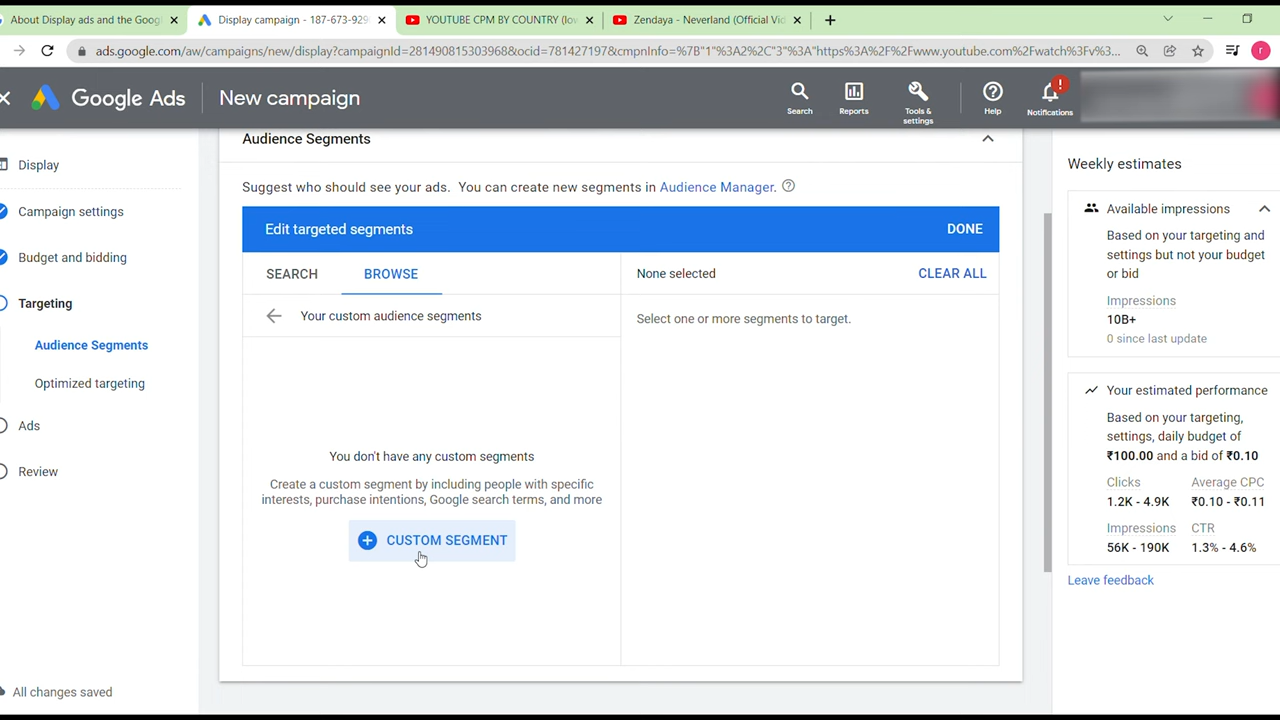 About Display ads and the Googl
Display campaign - 187-673-929
YOUTUBE CPM BY COUNTRY (low
Zendaya - Neverland (Official Vid
ads.google.com/aw/campaigns/new/display?campaignId=281490815303968&ocid=781427197&cmpnInfo=%7B"1"%3A2%2C"3"%3A"https%3A%2F%2Fwww.youtube.com%2Fwatch%3Fv%3...
r
Google Ads
New campaign
Search
Reports
Tools &
settings
Help
!
Notifications
Display
Campaign settings
Budget and bidding
Targeting
Audience Segments
Optimized targeting
Ads
Review
All changes saved
Audience Segments
Suggest who should see your ads. You can create new segments in Audience Manager.
Edit targeted segments
DONE
SEARCH
BROWSE
None selected
CLEAR ALL
Your custom audience segments
Select one or more segments to target.
You don't have any custom segments
Create a custom segment by including people with specific
interests, purchase intentions, Google search terms, and more
CUSTOM SEGMENT
Weekly estimates
Available impressions
Based on your targeting and
settings but not your budget
or bid
Impressions
10B+
0 since last update
Your estimated performance
Based on your targeting,
settings, daily budget of
₹100.00 and a bid of ₹0.10
Clicks
Average CPC
1.2K - 4.9K
₹0.10 - ₹0.11
Impressions
CTR
56K - 190K
1.3% - 4.6%
Leave feedback